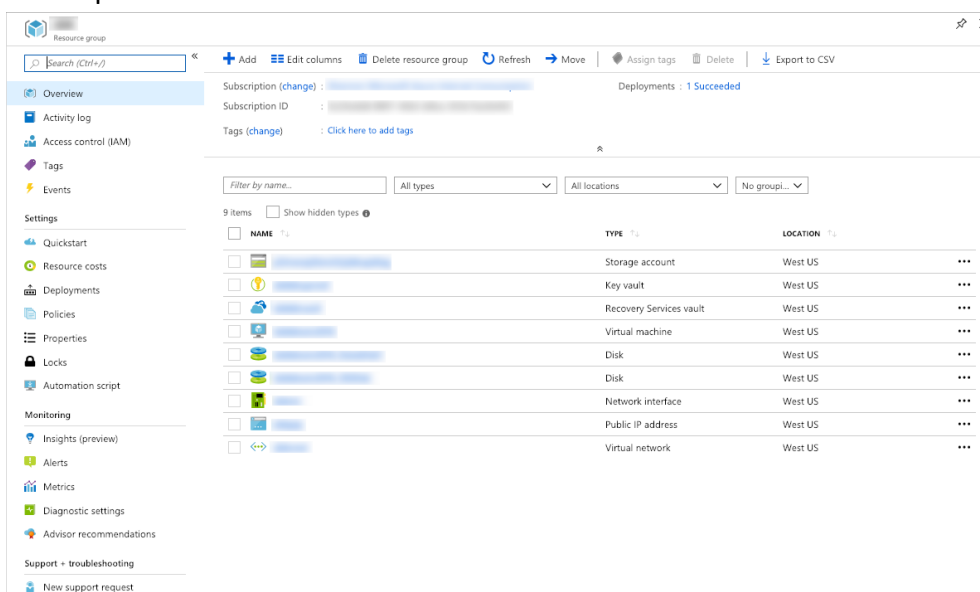 Resource group
Search (Ctrl+/)
Overview
Activity log
Access control (IAM)
Tags
Events
Settings
Quickstart
Resource costs
Deployments
Policies
Properties
Locks
Automation script
Monitoring
Insights (preview)
Alerts
Metrics
Diagnostic settings
Advisor recommendations
Support + troubleshooting
New support request
Add Edit columns Delete resource group Refresh Move Assign tags Delete Export to CSV
Subscription (change) : Deployments : 1 Succeeded
Subscription ID :
Tags (change) : Click here to add tags
Filter by name... All types All locations No groupi...
9 items Show hidden types
NAME TYPE LOCATION
Storage account West US
Key vault West US
Recovery Services vault West US
Virtual machine West US
Disk West US
Disk West US
Network interface West US
Public IP address West US
Virtual network West US